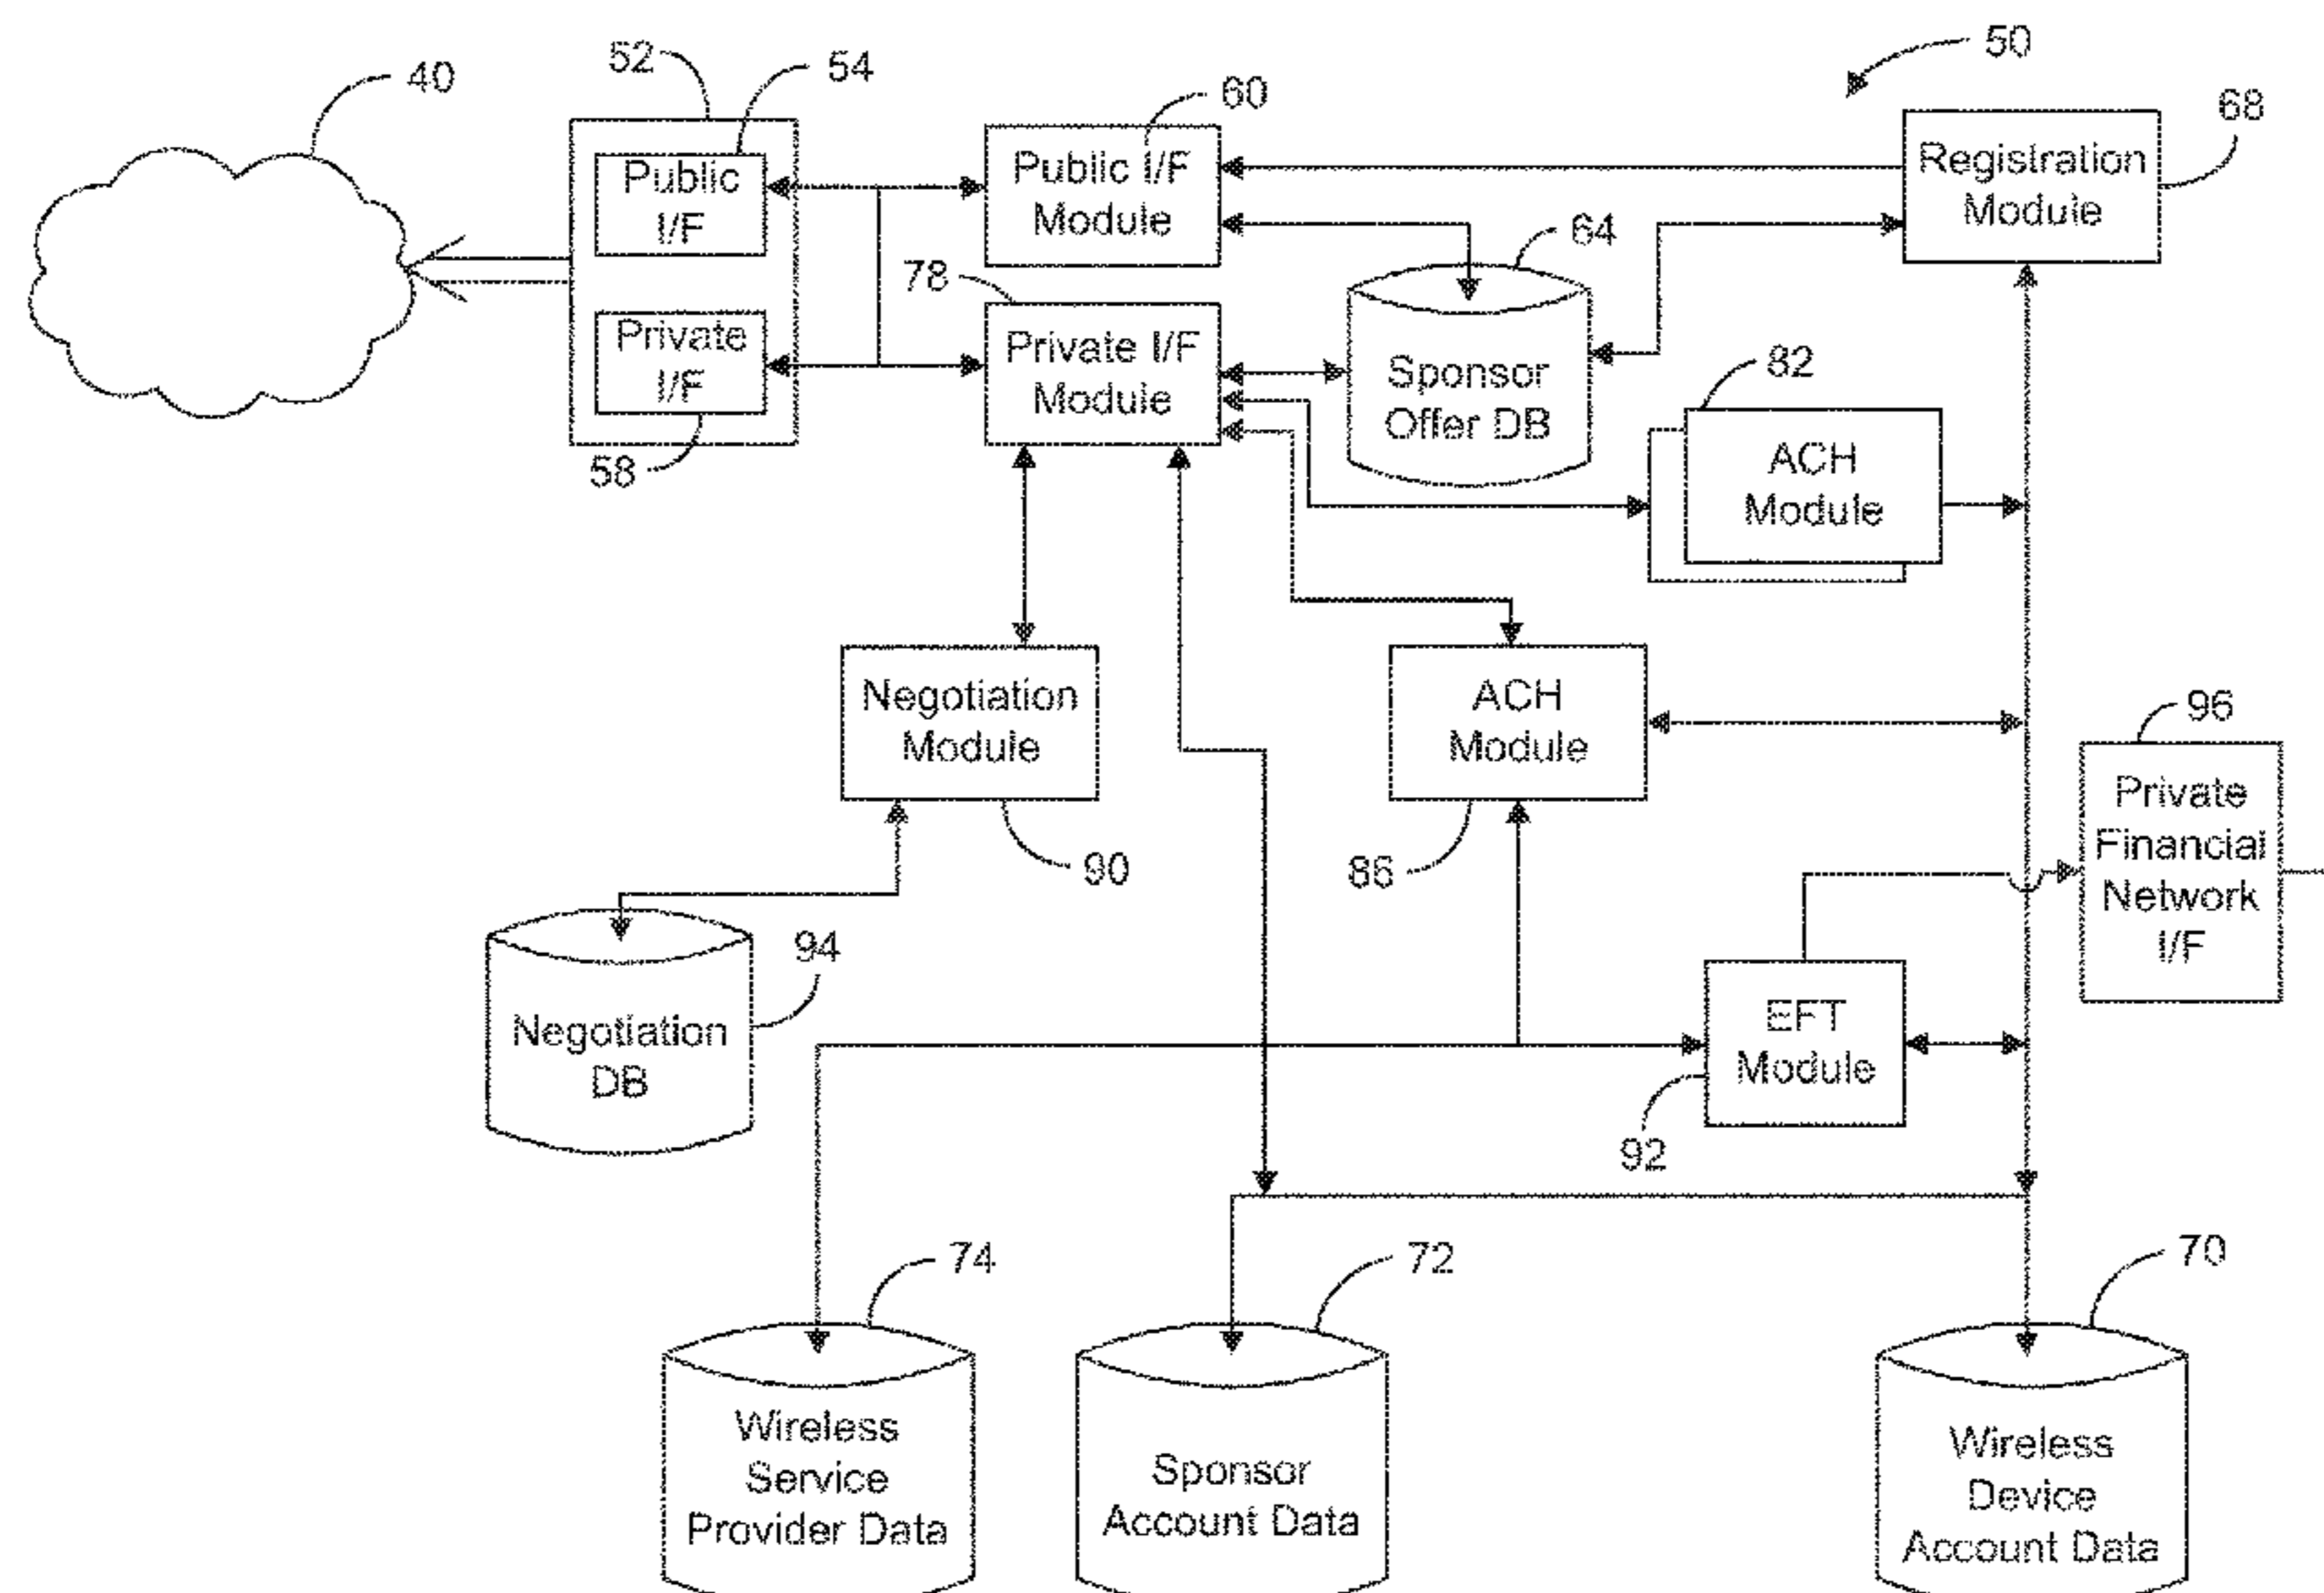 40
52
54
60
50
68
Public
I/F
Public I/F
Module
Registration
Module
64
78
Private
I/F
Private I/F
Module
Sponsor
Offer DB
82
58
ACH
Module
Negotiation
Module
ACH
Module
96
Private
Financial
Network
I/F
90
86
94
Negotiation
DB
EFT
Module
92
74
72
70
Wireless
Service
Provider Data
Sponsor
Account Data
Wireless
Device
Account Data